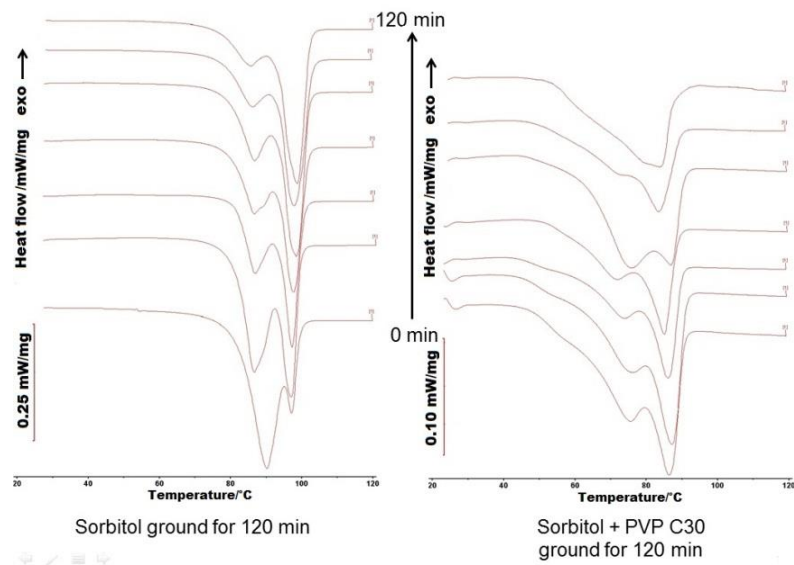 120 min
0 min
Heat flow /mW/mg exo
0.25 mW/mg
20
40
60
80
100
120
Temperature/°C
Sorbitol ground for 120 min
Heat flow/mW/mg exo
0.10 mW/mg
20
40
60
80
100
120
Temperature/°C
Sorbitol + PVP C30
ground for 120 min